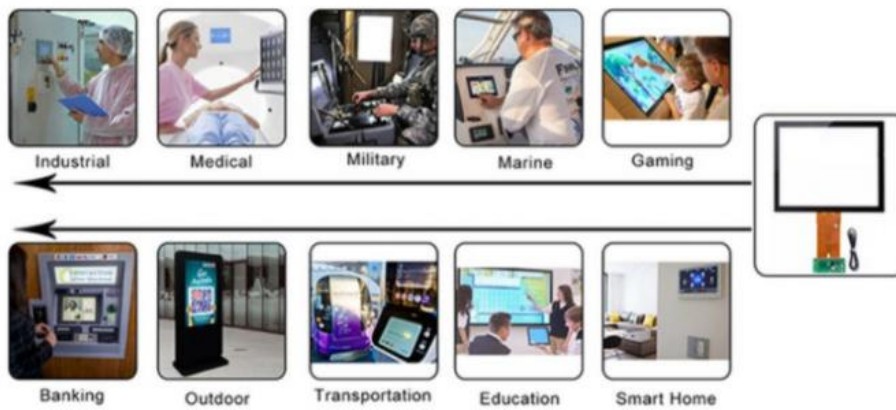 Industrial
Medical
Military
Marine
Gaming
Banking
Outdoor
Transportation
Education
Smart Home